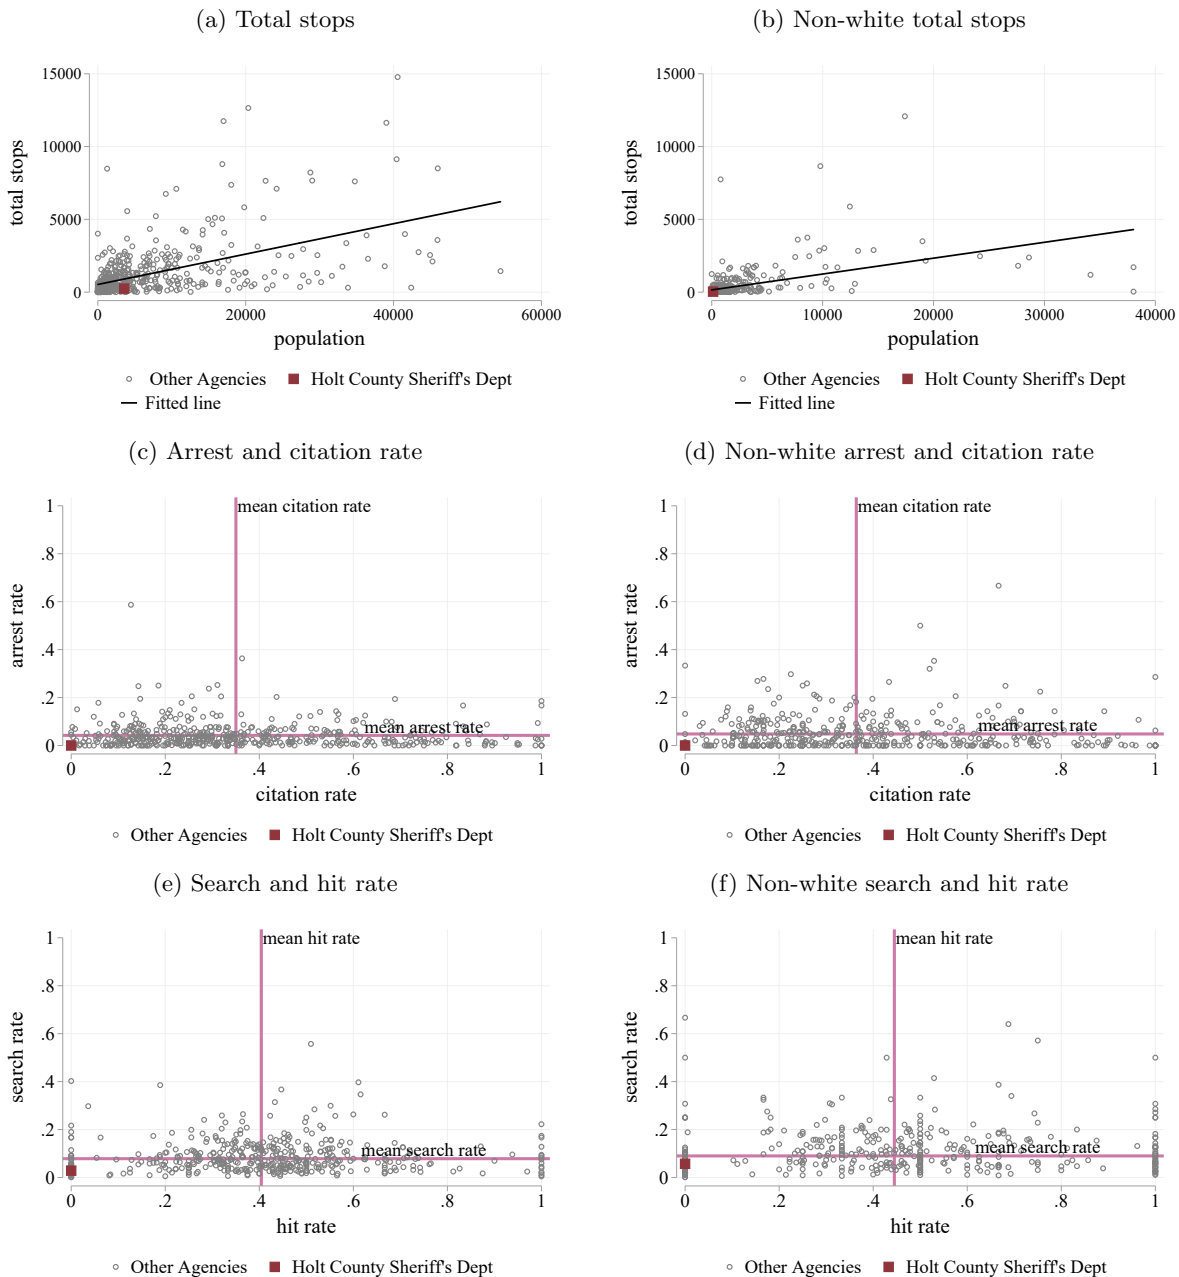 (a) Total stops
(b) Non-white total stops
15000
10000
5000
0
total stops
0 20000 40000 60000
population
Other Agencies Holt County Sheriff's Dept
Fitted line
15000
10000
5000
0
total stops
0 10000 20000 30000 40000
population
Other Agencies Holt County Sheriff's Dept
Fitted line
(c) Arrest and citation rate
(d) Non-white arrest and citation rate
1
.8
.6
.4
.2
0
arrest rate
mean citation rate
mean arrest rate
0 .2 .4 .6 .8 1
citation rate
Other Agencies Holt County Sheriff's Dept
1
.8
.6
.4
.2
0
arrest rate
mean citation rate
mean arrest rate
0 .2 .4 .6 .8 1
citation rate
Other Agencies Holt County Sheriff's Dept
(e) Search and hit rate
(f) Non-white search and hit rate
1
.8
.6
.4
.2
0
search rate
mean hit rate
mean search rate
0 .2 .4 .6 .8 1
hit rate
Other Agencies Holt County Sheriff's Dept
1
.8
.6
.4
.2
0
search rate
mean hit rate
mean search rate
0 .2 .4 .6 .8 1
hit rate
Other Agencies Holt County Sheriff's Dept